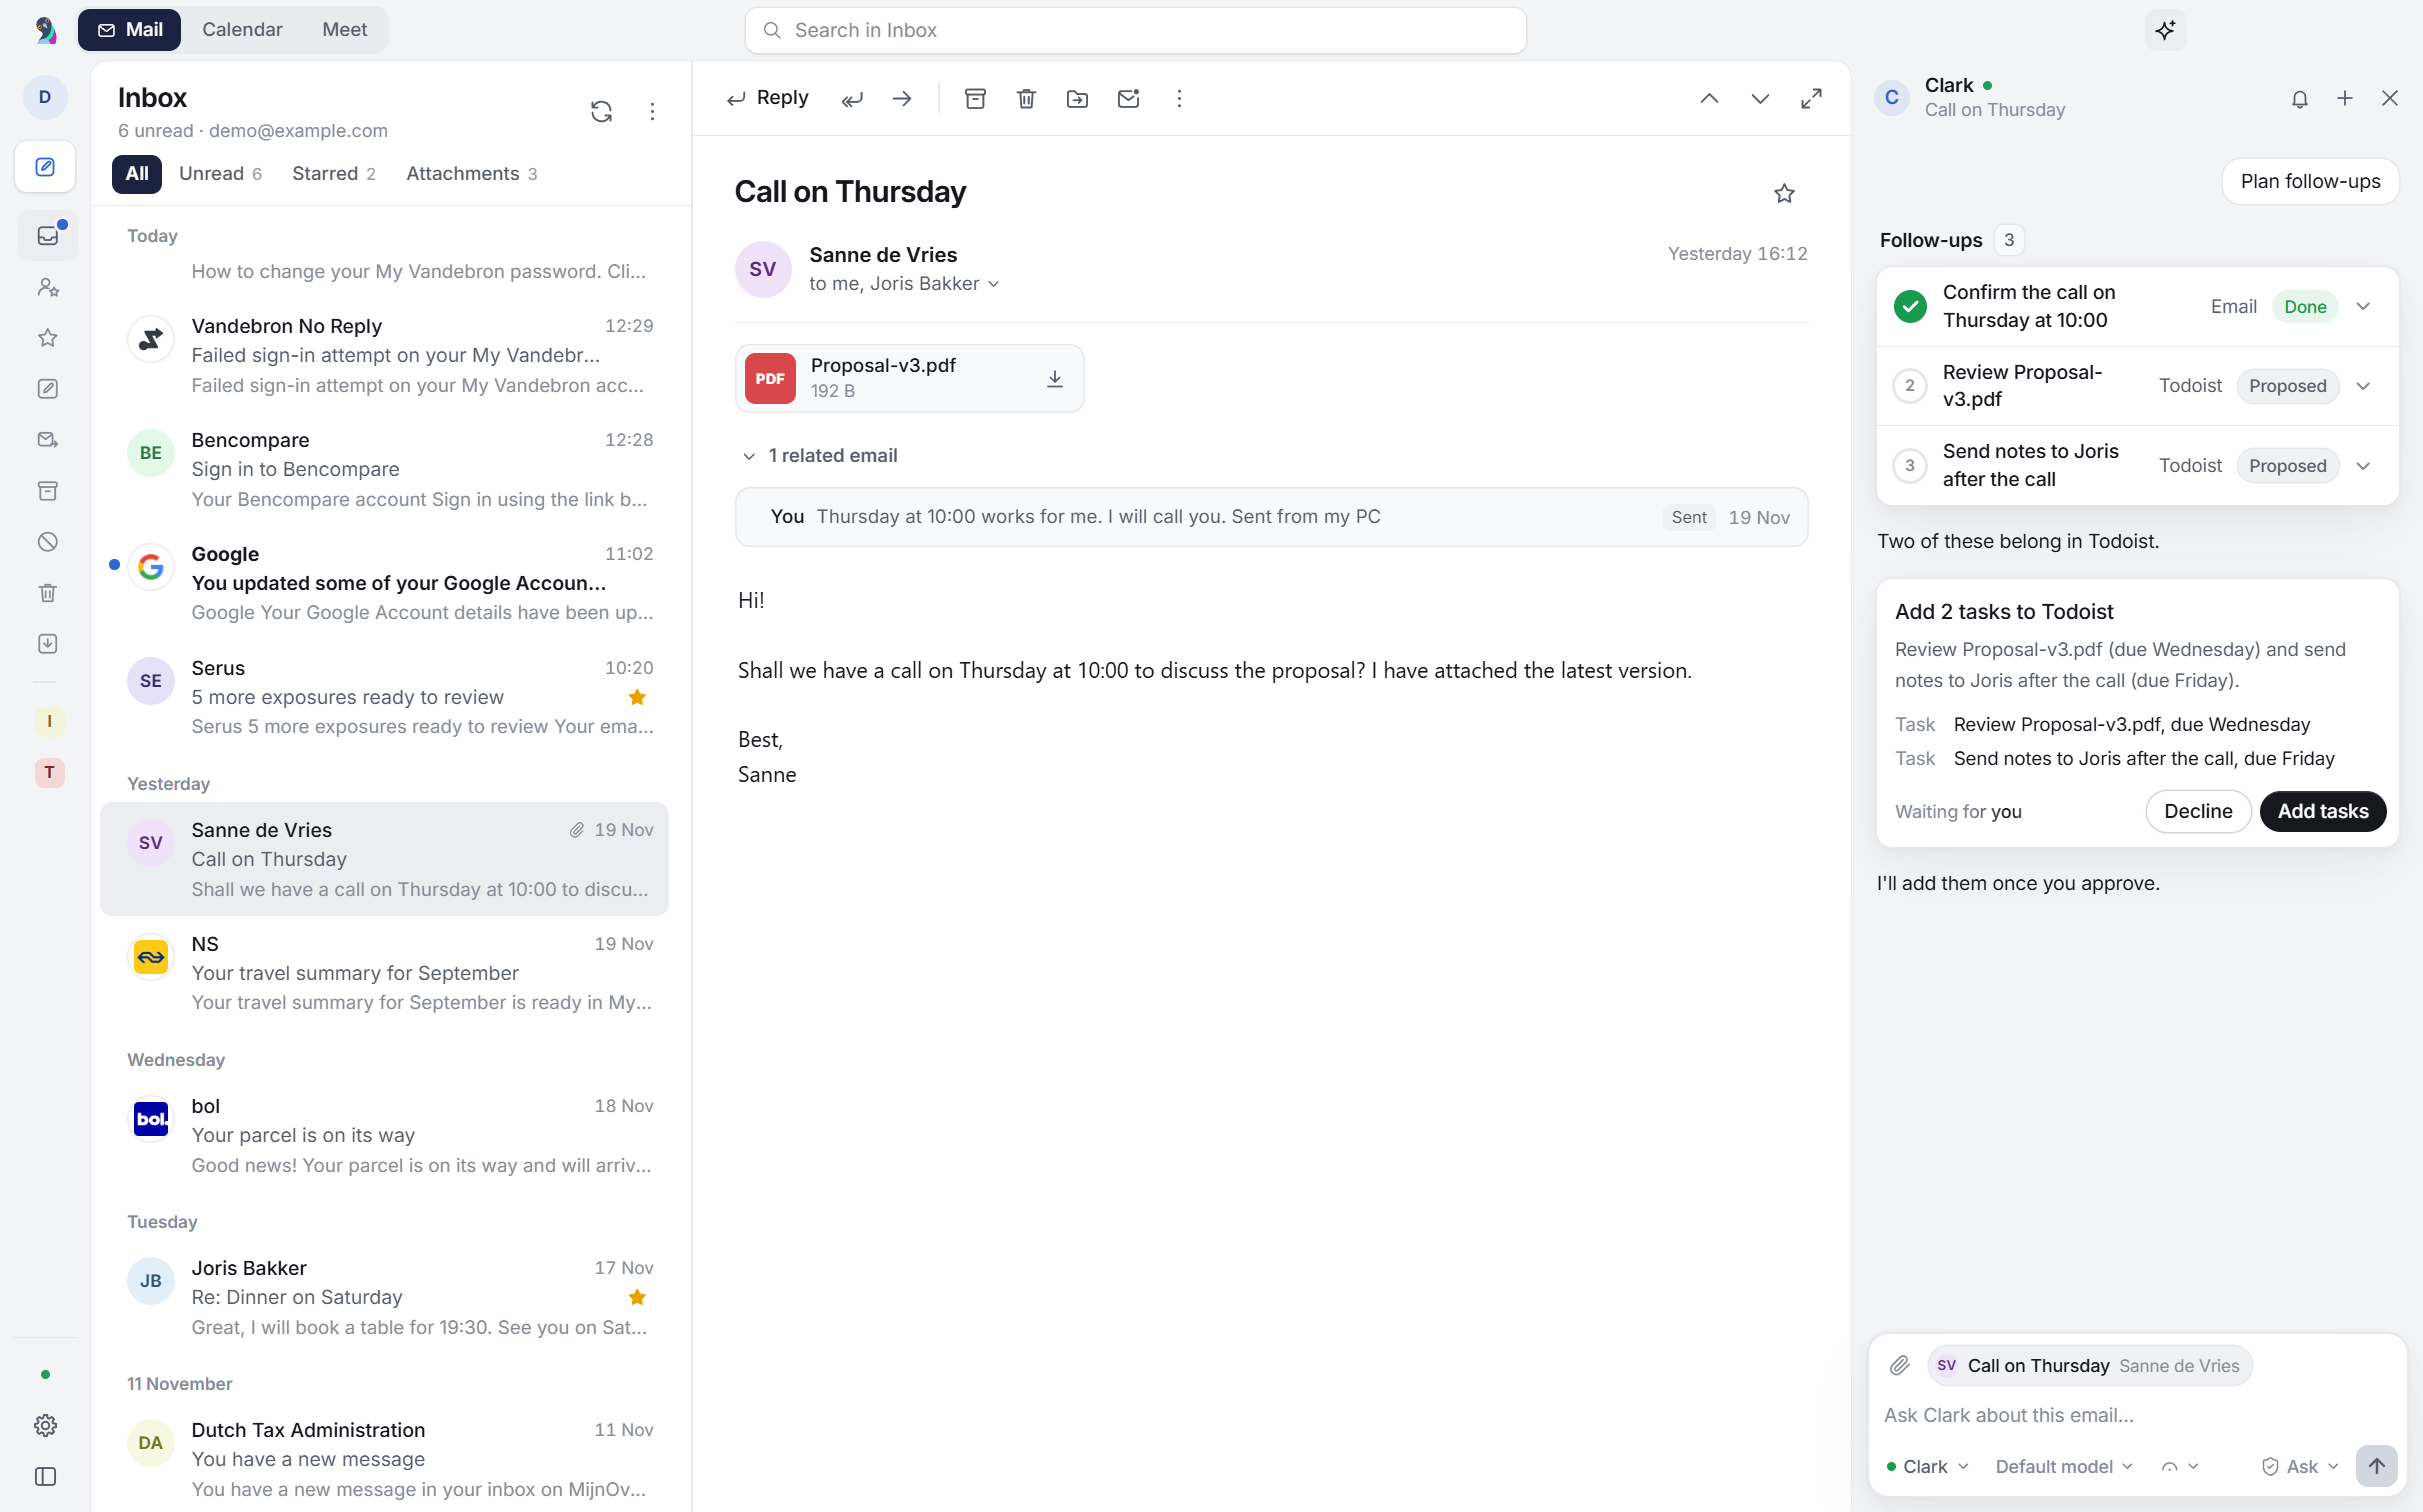 Mail
Calendar
Meet
Search in Inbox
D
Inbox
6 unread · demo@example.com
All
Unread 6
Starred 2
Attachments 3
Today
How to change your My Vandebron password. Cli...
Vandebron No Reply 12:29
Failed sign-in attempt on your My Vandebr...
Failed sign-in attempt on your My Vandebron acc...
BE
Bencompare 12:28
Sign in to Bencompare
Your Bencompare account Sign in using the link b...
Google 11:02
You updated some of your Google Accoun...
Google Your Google Account details have been up...
SE
Serus 10:20
5 more exposures ready to review
Serus 5 more exposures ready to review Your ema...
I
T
Yesterday
SV
Sanne de Vries 19 Nov
Call on Thursday
Shall we have a call on Thursday at 10:00 to discu...
NS 19 Nov
Your travel summary for September
Your travel summary for September is ready in My...
Wednesday
bol.
bol 18 Nov
Your parcel is on its way
Good news! Your parcel is on its way and will arriv...
Tuesday
JB
Joris Bakker 17 Nov
Re: Dinner on Saturday
Great, I will book a table for 19:30. See you on Sat...
11 November
DA
Dutch Tax Administration 11 Nov
You have a new message
You have a new message in your inbox on MijnOv...
Reply
Call on Thursday
SV
Sanne de Vries
Yesterday 16:12
to me, Joris Bakker
PDF
Proposal-v3.pdf
192 B
1 related email
You Thursday at 10:00 works for me. I will call you. Sent from my PC Sent 19 Nov
Hi!
Shall we have a call on Thursday at 10:00 to discuss the proposal? I have attached the latest version.
Best,
Sanne
C
Clark
Call on Thursday
Plan follow-ups
Follow-ups 3
Confirm the call on
Thursday at 10:00
Email Done
2
Review Proposal-
v3.pdf
Todoist Proposed
3
Send notes to Joris
after the call
Todoist Proposed
Two of these belong in Todoist.
Add 2 tasks to Todoist
Review Proposal-v3.pdf (due Wednesday) and send
notes to Joris after the call (due Friday).
Task Review Proposal-v3.pdf, due Wednesday
Task Send notes to Joris after the call, due Friday
Waiting for you
Decline
Add tasks
I'll add them once you approve.
SV Call on Thursday Sanne de Vries
Ask Clark about this email...
Clark
Default model
Ask